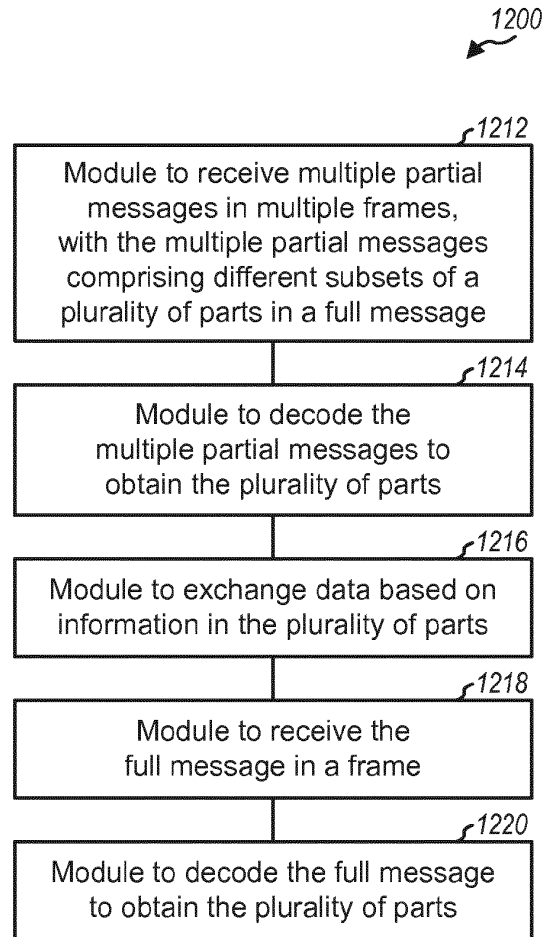 1200
1212
Module to receive multiple partial
messages in multiple frames,
with the multiple partial messages
comprising different subsets of a
plurality of parts in a full message
1214
Module to decode the
multiple partial messages to
obtain the plurality of parts
1216
Module to exchange data based on
information in the plurality of parts
1218
Module to receive the
full message in a frame
1220
Module to decode the full message
to obtain the plurality of parts